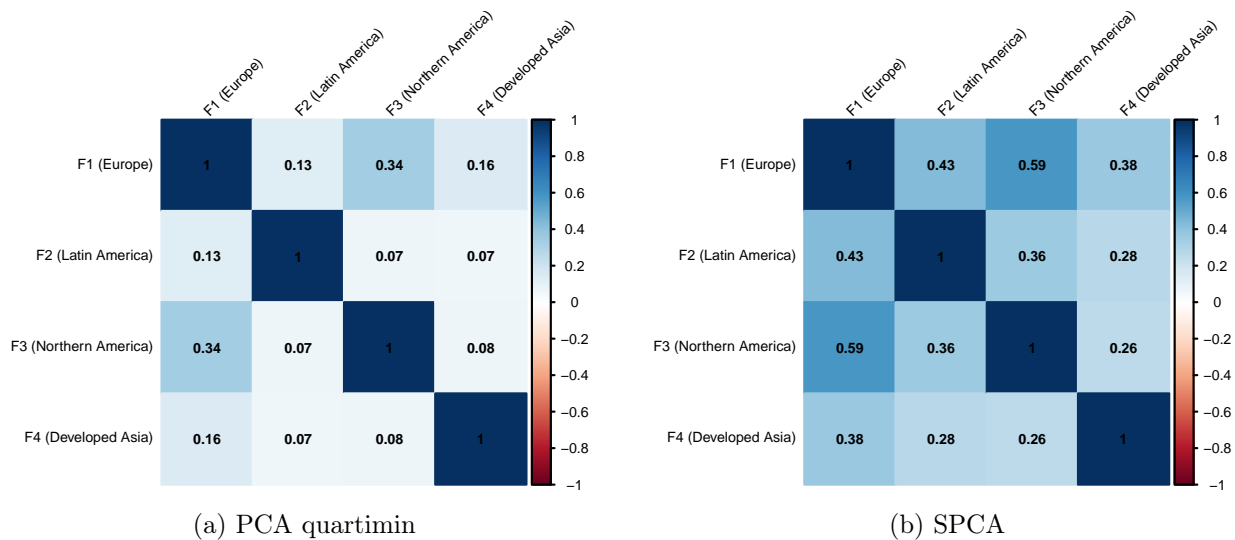 F1 (Europe)
F2 (Latin America)
F3 (Northern America)
F4 (Developed Asia)
F1 (Europe) 1 0.13 0.34 0.16
F2 (Latin America) 0.13 1 0.07 0.07
F3 (Northern America) 0.34 0.07 1 0.08
F4 (Developed Asia) 0.16 0.07 0.08 1
1
0.8
0.6
0.4
0.2
0
−0.2
−0.4
−0.6
−0.8
−1
(a) PCA quartimin
F1 (Europe)
F2 (Latin America)
F3 (Northern America)
F4 (Developed Asia)
F1 (Europe) 1 0.43 0.59 0.38
F2 (Latin America) 0.43 1 0.36 0.28
F3 (Northern America) 0.59 0.36 1 0.26
F4 (Developed Asia) 0.38 0.28 0.26 1
1
0.8
0.6
0.4
0.2
0
−0.2
−0.4
−0.6
−0.8
−1
(b) SPCA